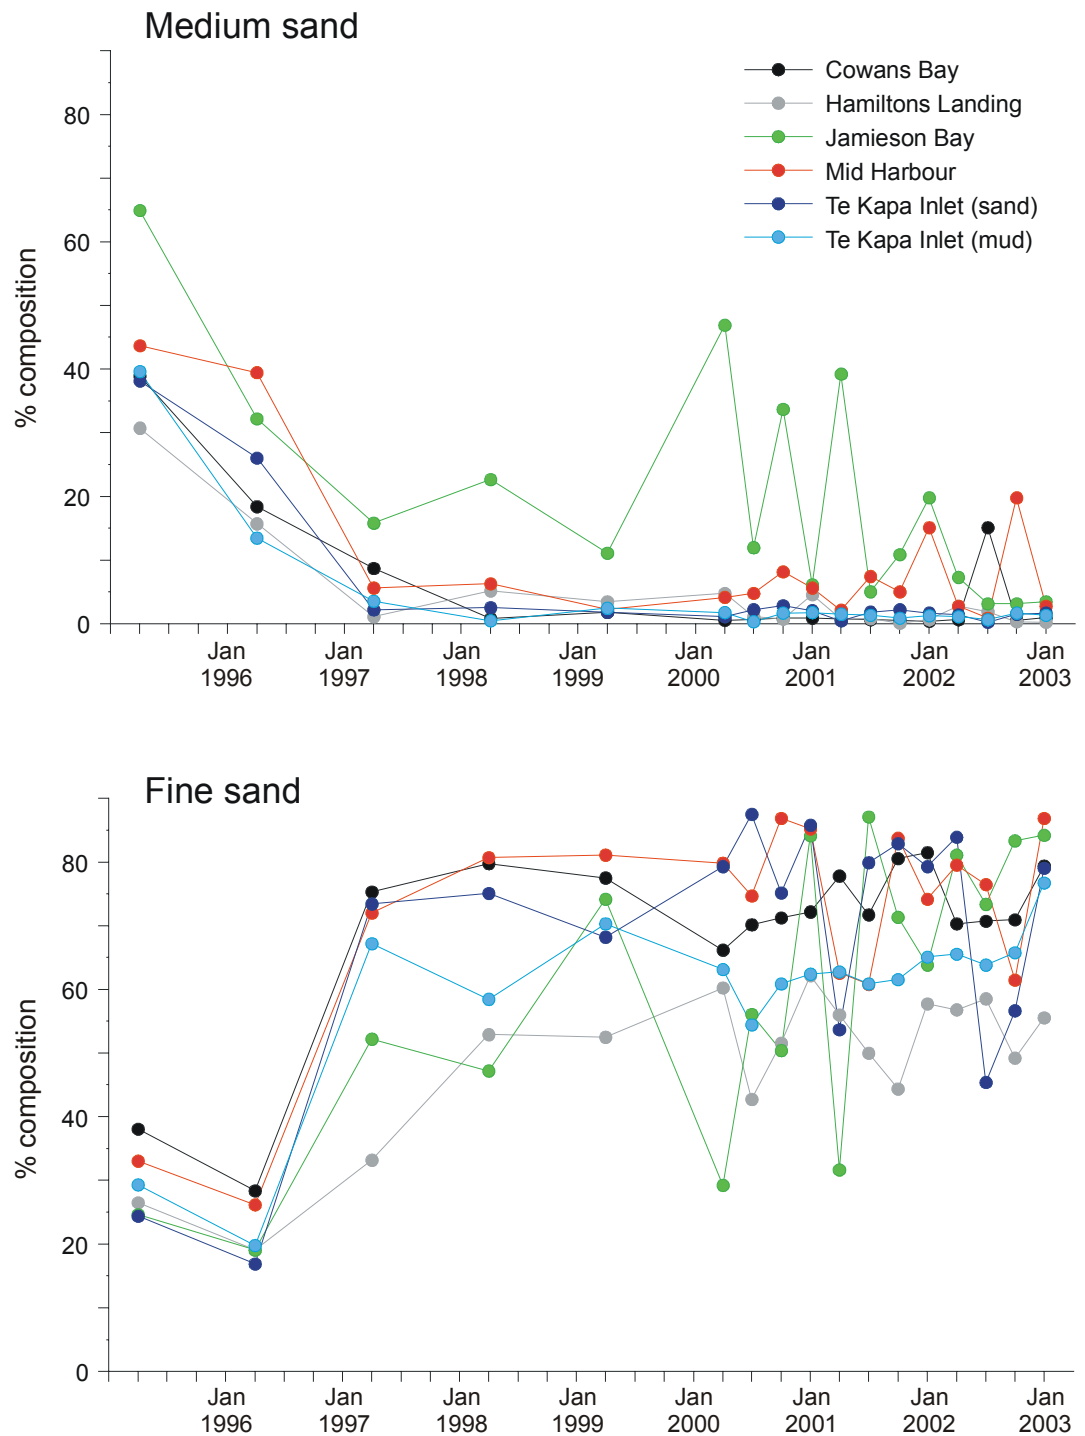 Medium sand
Cowans Bay
Hamiltons Landing
Jamieson Bay
Mid Harbour
Te Kapa Inlet (sand)
Te Kapa Inlet (mud)
% composition
80
60
40
20
0
Jan Jan Jan Jan Jan Jan Jan Jan
1996 1997 1998 1999 2000 2001 2002 2003
Fine sand
% composition
80
60
40
20
0
Jan Jan Jan Jan Jan Jan Jan Jan
1996 1997 1998 1999 2000 2001 2002 2003